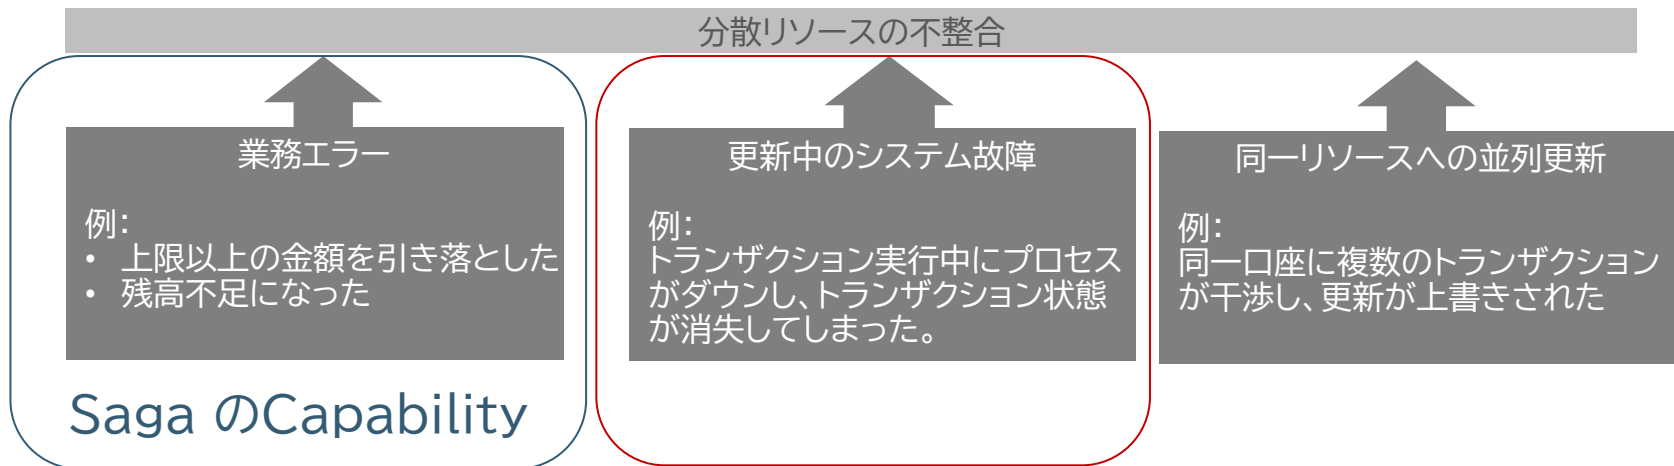 分散リソースの不整合
業務エラー
例：
• 上限以上の金額を引き落とした
• 残高不足になった
Saga のCapability
更新中のシステム故障
例：
トランザクション実行中にプロセス
がダウンし、トランザクション状態
が消失してしまった。
同一リソースへの並列更新
例：
同一口座に複数のトランザクション
が干渉し、更新が上書きされた